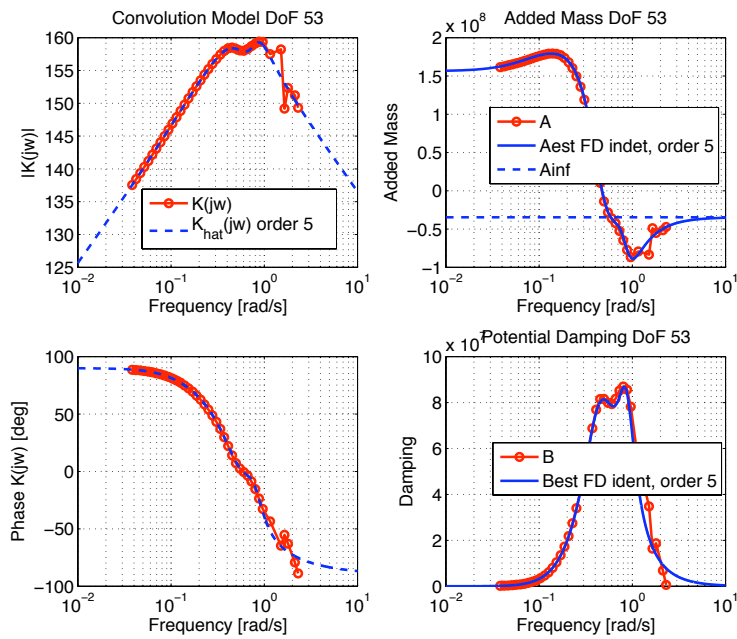 Convolution Model DoF 53
160
155
150
145
140
135
130
125
|K(jw)|
K(jw)
K_hat(jw) order 5
10^−2
10^−1
10^0
10^1
Frequency [rad/s]
Added Mass DoF 53
x 10^8
2
1.5
1
0.5
0
−0.5
−1
Added Mass
A
Aest FD indet, order 5
Ainf
10^−2
10^−1
10^0
10^1
Frequency [rad/s]
100
50
0
−50
−100
Phase K(jw) [deg]
10^−2
10^−1
10^0
10^1
Frequency [rad/s]
Potential Damping DoF 53
x 10^7
10
8
6
4
2
0
Damping
B
Best FD ident, order 5
10^−2
10^−1
10^0
10^1
Frequency [rad/s]